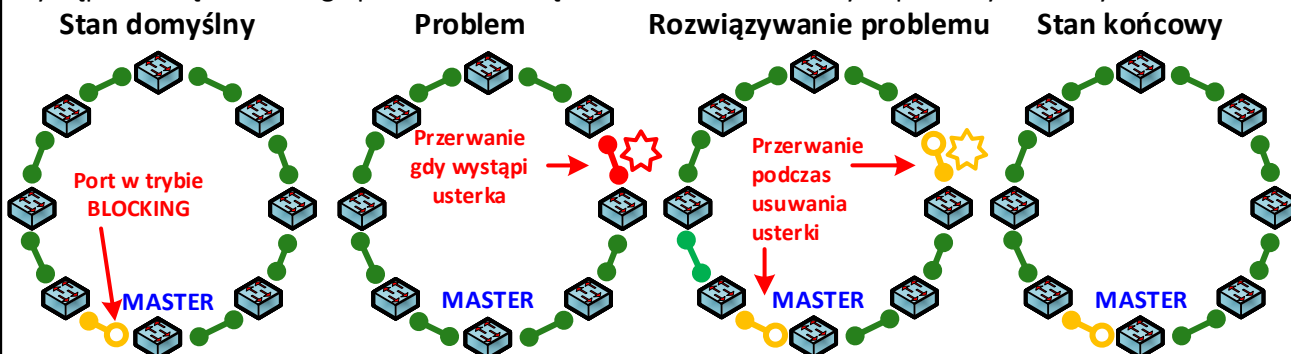 Stan domyślny
Problem
Rozwiązywanie problemu
Stan końcowy
Port w trybie
BLOCKING
MASTER
Przerwanie
gdy wystąpi
usterka
MASTER
Przerwanie
podczas
usuwania
usterki
MASTER
MASTER